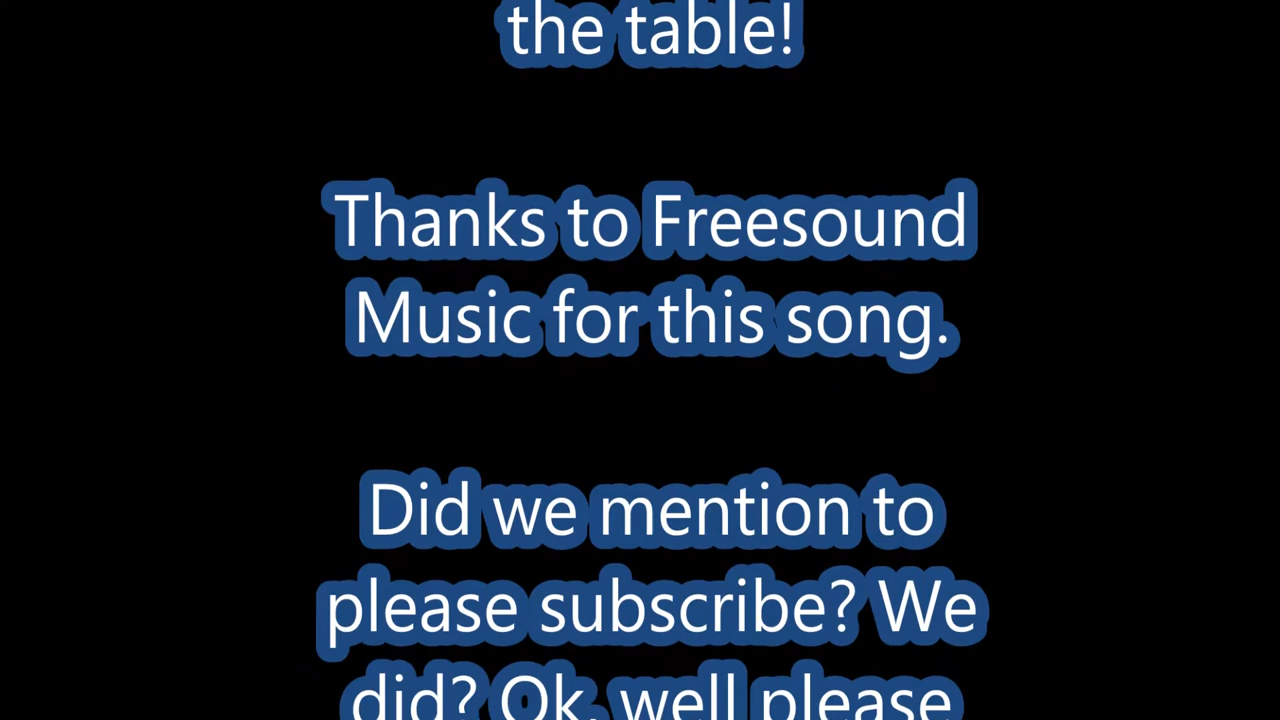 the table!
Thanks to Freesound
Music for this song.
Did we mention to
please subscribe? We
did? Ok, well please